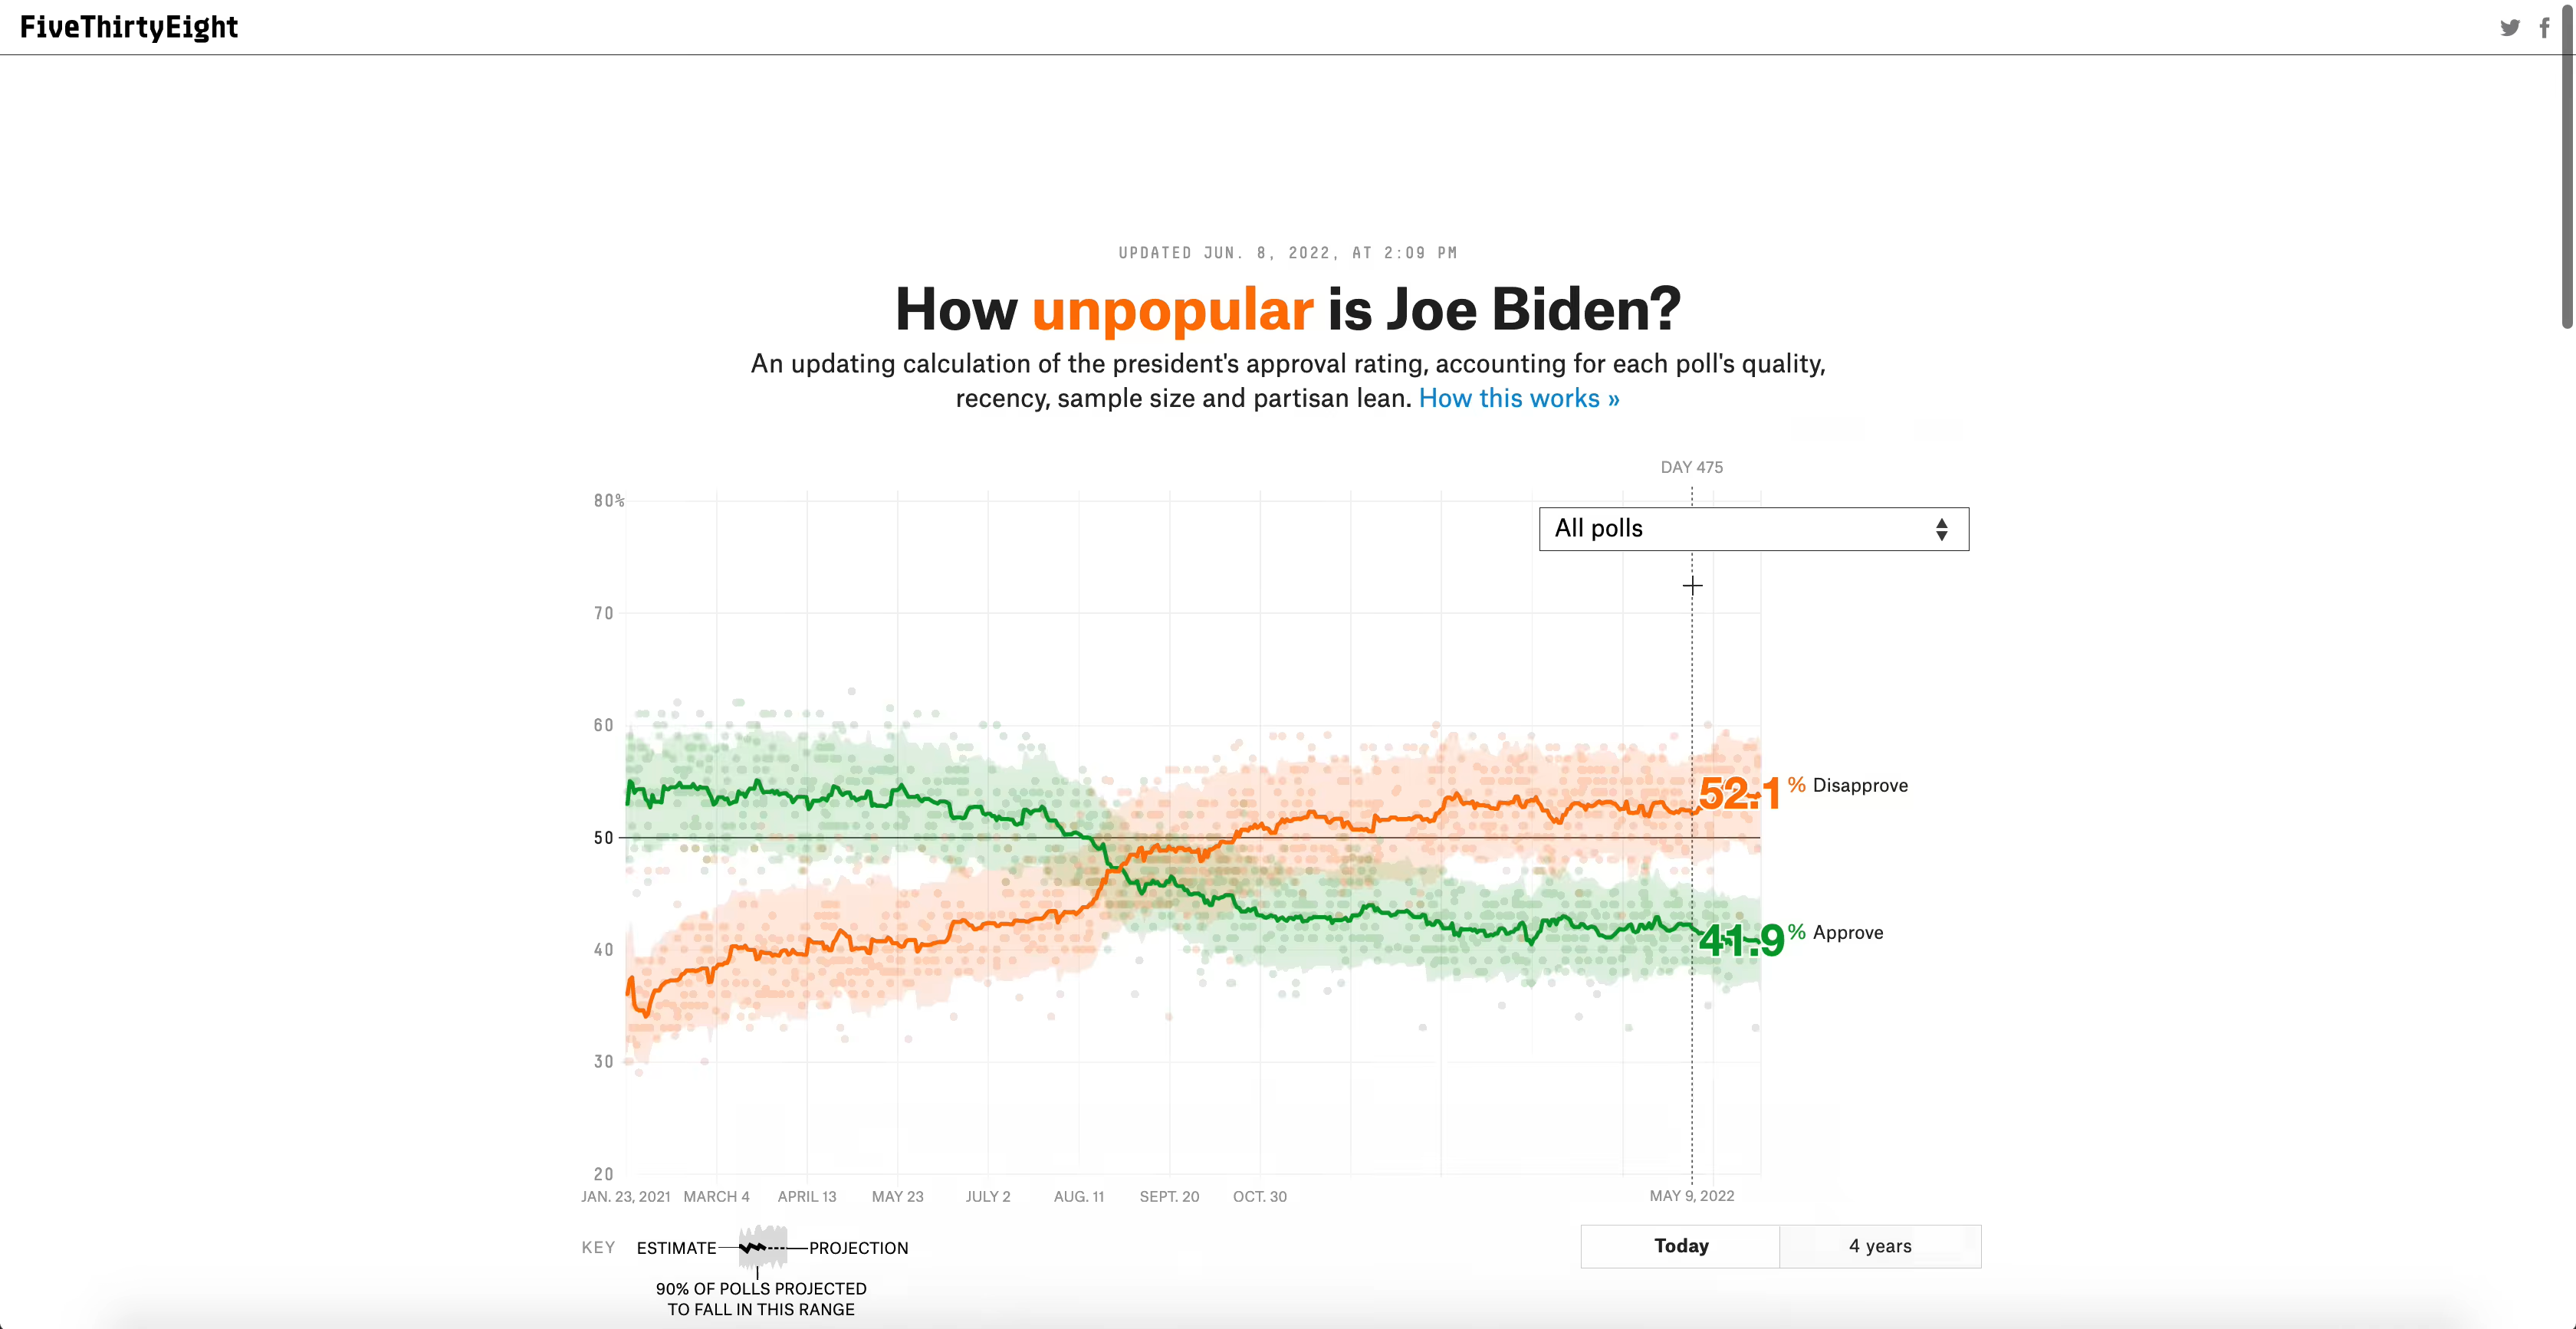 FiveThirtyEight
UPDATED JUN. 8, 2022, AT 2:09 PM
How unpopular is Joe Biden?
An updating calculation of the president's approval rating, accounting for each poll's quality,
recency, sample size and partisan lean. How this works »
DAY 475
80%
All polls
70
60
52.1% Disapprove
50
41.9% Approve
40
30
20
JAN. 23, 2021 MARCH 4 APRIL 13 MAY 23 JULY 2 AUG. 11 SEPT. 20 OCT. 30 MAY 9, 2022
KEY ESTIMATE PROJECTION
Today 4 years
90% OF POLLS PROJECTED
TO FALL IN THIS RANGE